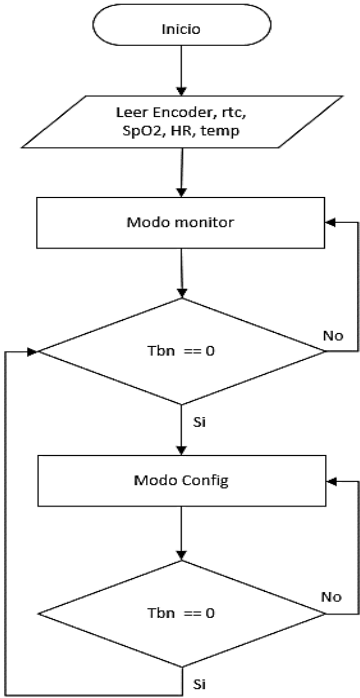 Inicio
Leer Encoder, rtc,
SpO2, HR, temp
Modo monitor
No
Tbn == 0
Si
Modo Config
No
Tbn == 0
Si